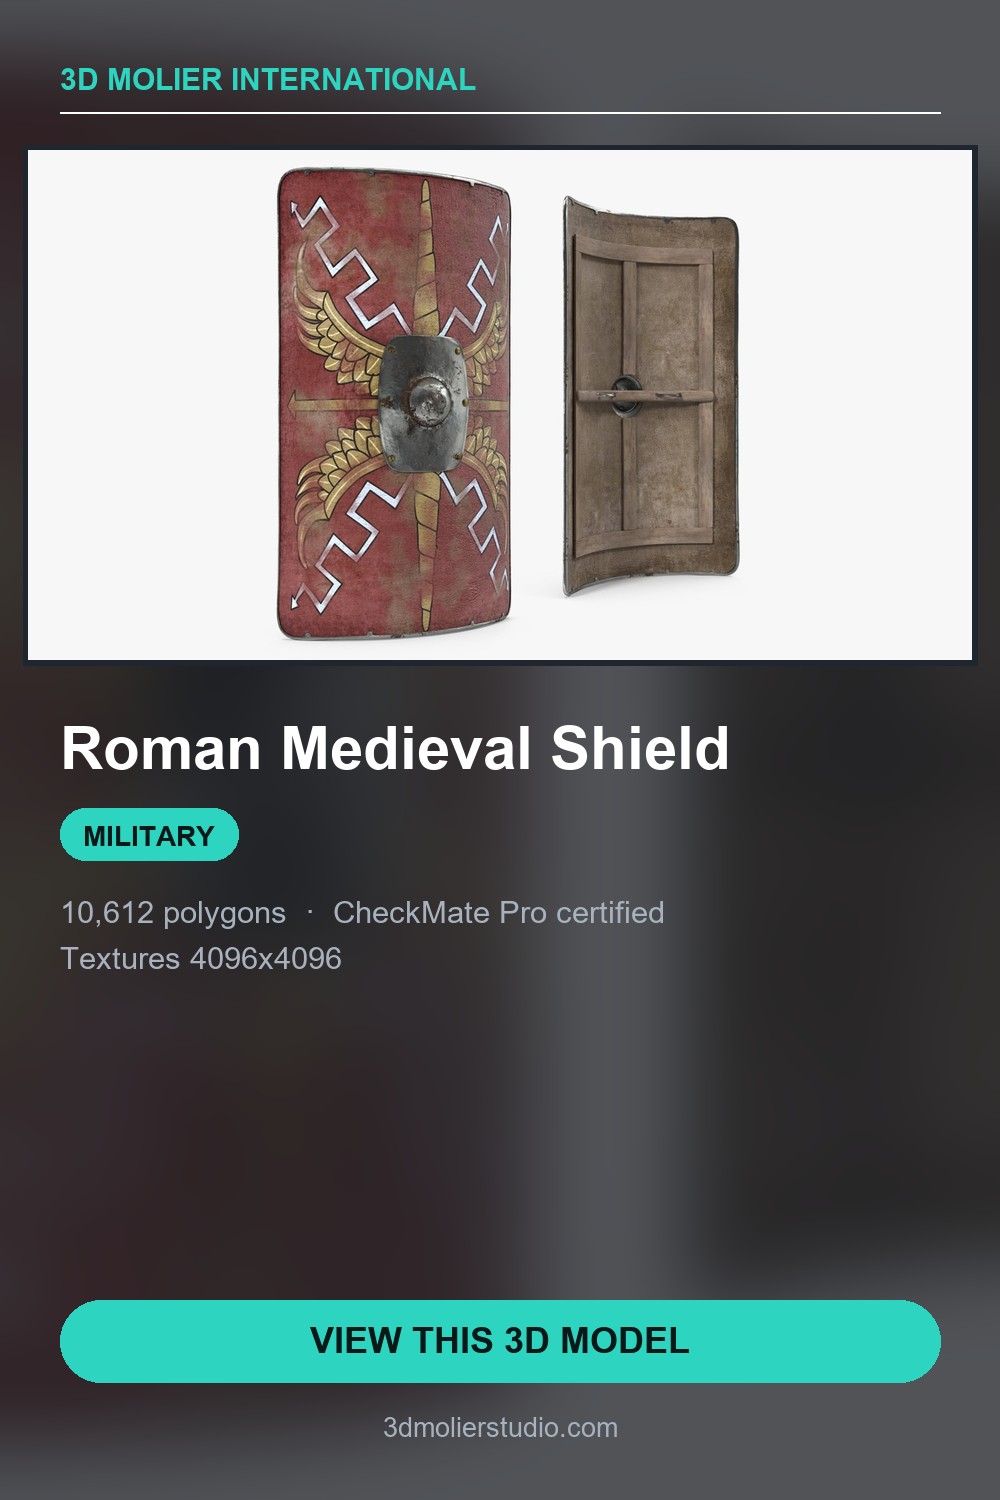 3D MOLIER INTERNATIONAL
Roman Medieval Shield
MILITARY
10,612 polygons · CheckMate Pro certified
Textures 4096x4096
VIEW THIS 3D MODEL
3dmolierstudio.com